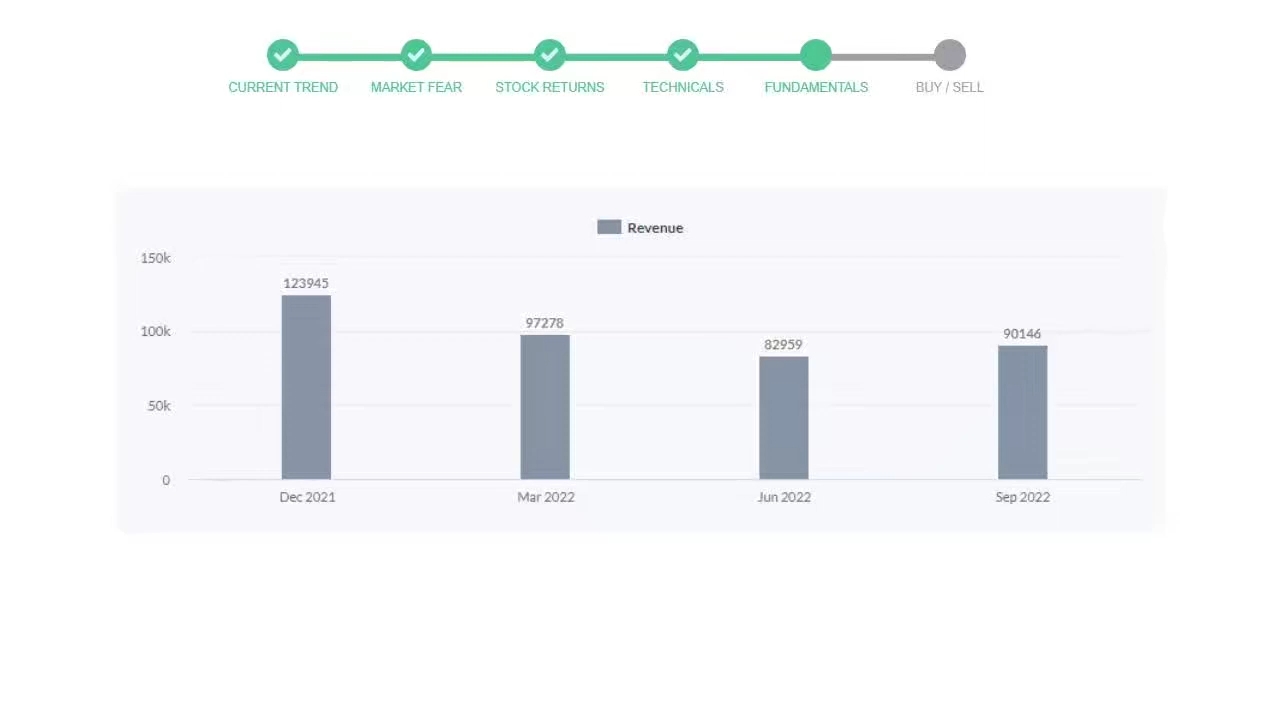 CURRENT TREND MARKET FEAR STOCK RETURNS TECHNICALS FUNDAMENTALS BUY / SELL
Revenue
150k
123945
97278
100k
90146
82959
50k
0
Dec 2021 Mar 2022 Jun 2022 Sep 2022